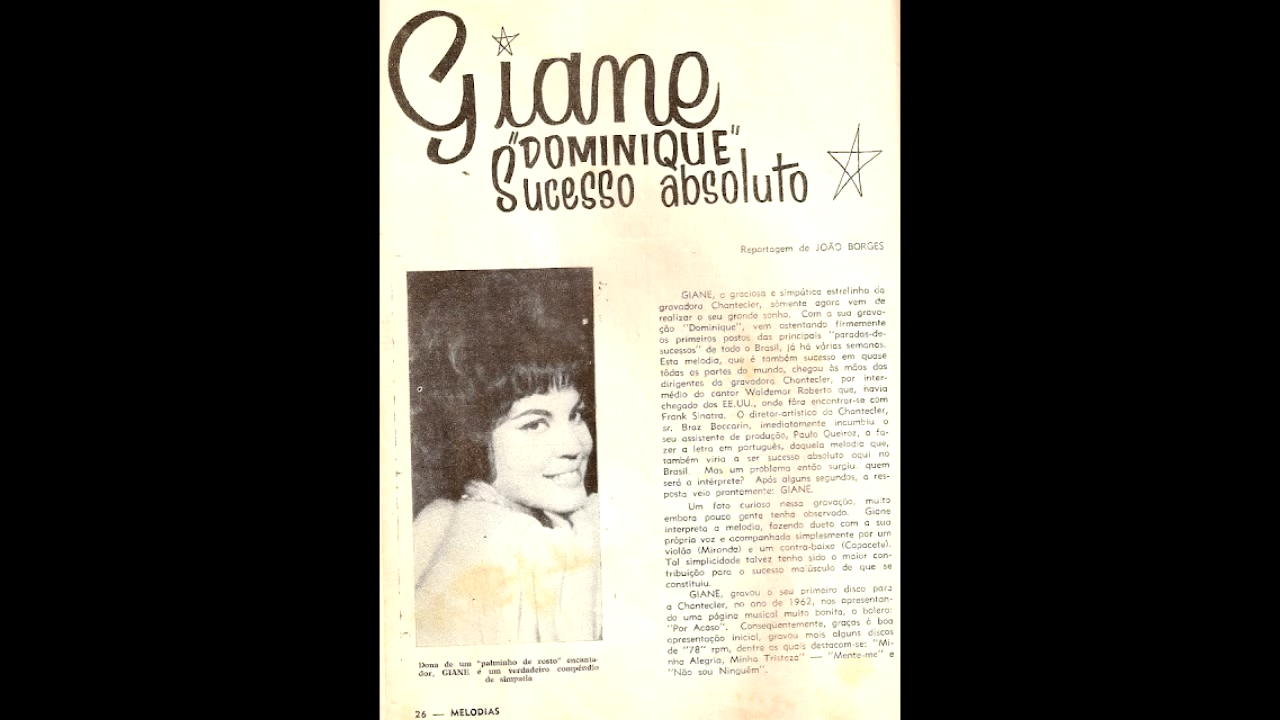 Giane
"DOMINIQUE"
Sucesso absoluto
Reportagem de JOÃO BORGES
GIANE, a graciosa e simpática estrelinha da
gravadora Chantecler, sòmente agora vem de
realizar o seu grande sonho. Com a sua grava-
ção "Dominique", vem ostentando firmemente
os primeiros postos das principais "paradas-de-
sucessos" de todo o Brasil, já há várias semanas.
Esta melodia, que é também sucesso em quase
tôdas as partes do mundo, chegou às mãos dos
dirigentes da gravadora Chantecler, por inter-
médio do cantor Waldemar Roberto que, havia
chegado dos EE.UU., onde fôra encontrar-se com
Frank Sinatra. O diretor-artístico da Chantecler,
sr. Braz Baccarin, imediatamente incumbiu o
seu assistente de produção, Paulo Queiroz, a fa-
zer a letra em português, daquela melodia que,
também viria a ser sucesso absoluto aqui no
Brasil. Mas um problema então surgiu: quem
será a intérprete? Após alguns segundos, a res-
posta veio prontamente: GIANE.
Um fato curioso nessa gravação, muito
embora pouca gente tenha observado. Giane
interpreta a melodia, fazendo dueto com a sua
própria voz e acompanhada simplesmente por um
violão (Miranda) e um contra-baixo (Capacete).
Tal simplicidade talvez tenha sido a maior con-
tribuição para o sucesso maiúsculo de que se
constituiu.
GIANE, gravou o seu primeiro disco para
a Chantecler, no ano de 1962, nos apresentan-
do uma página musical muito bonita, o bolero:
"Por Acaso". Conseqüentemente, graças à boa
apresentação inicial, gravou mais alguns discos
de "78" rpm, dentre os quais destacam-se: "Mi-
nha Alegria, Minha Tristeza" — "Mente-me" e
"Não sou Ninguém".
Dona de um "palminho de rosto" encanta-
dor, GIANE é um verdadeiro compêndio
de simpatia
26 — MELODIAS